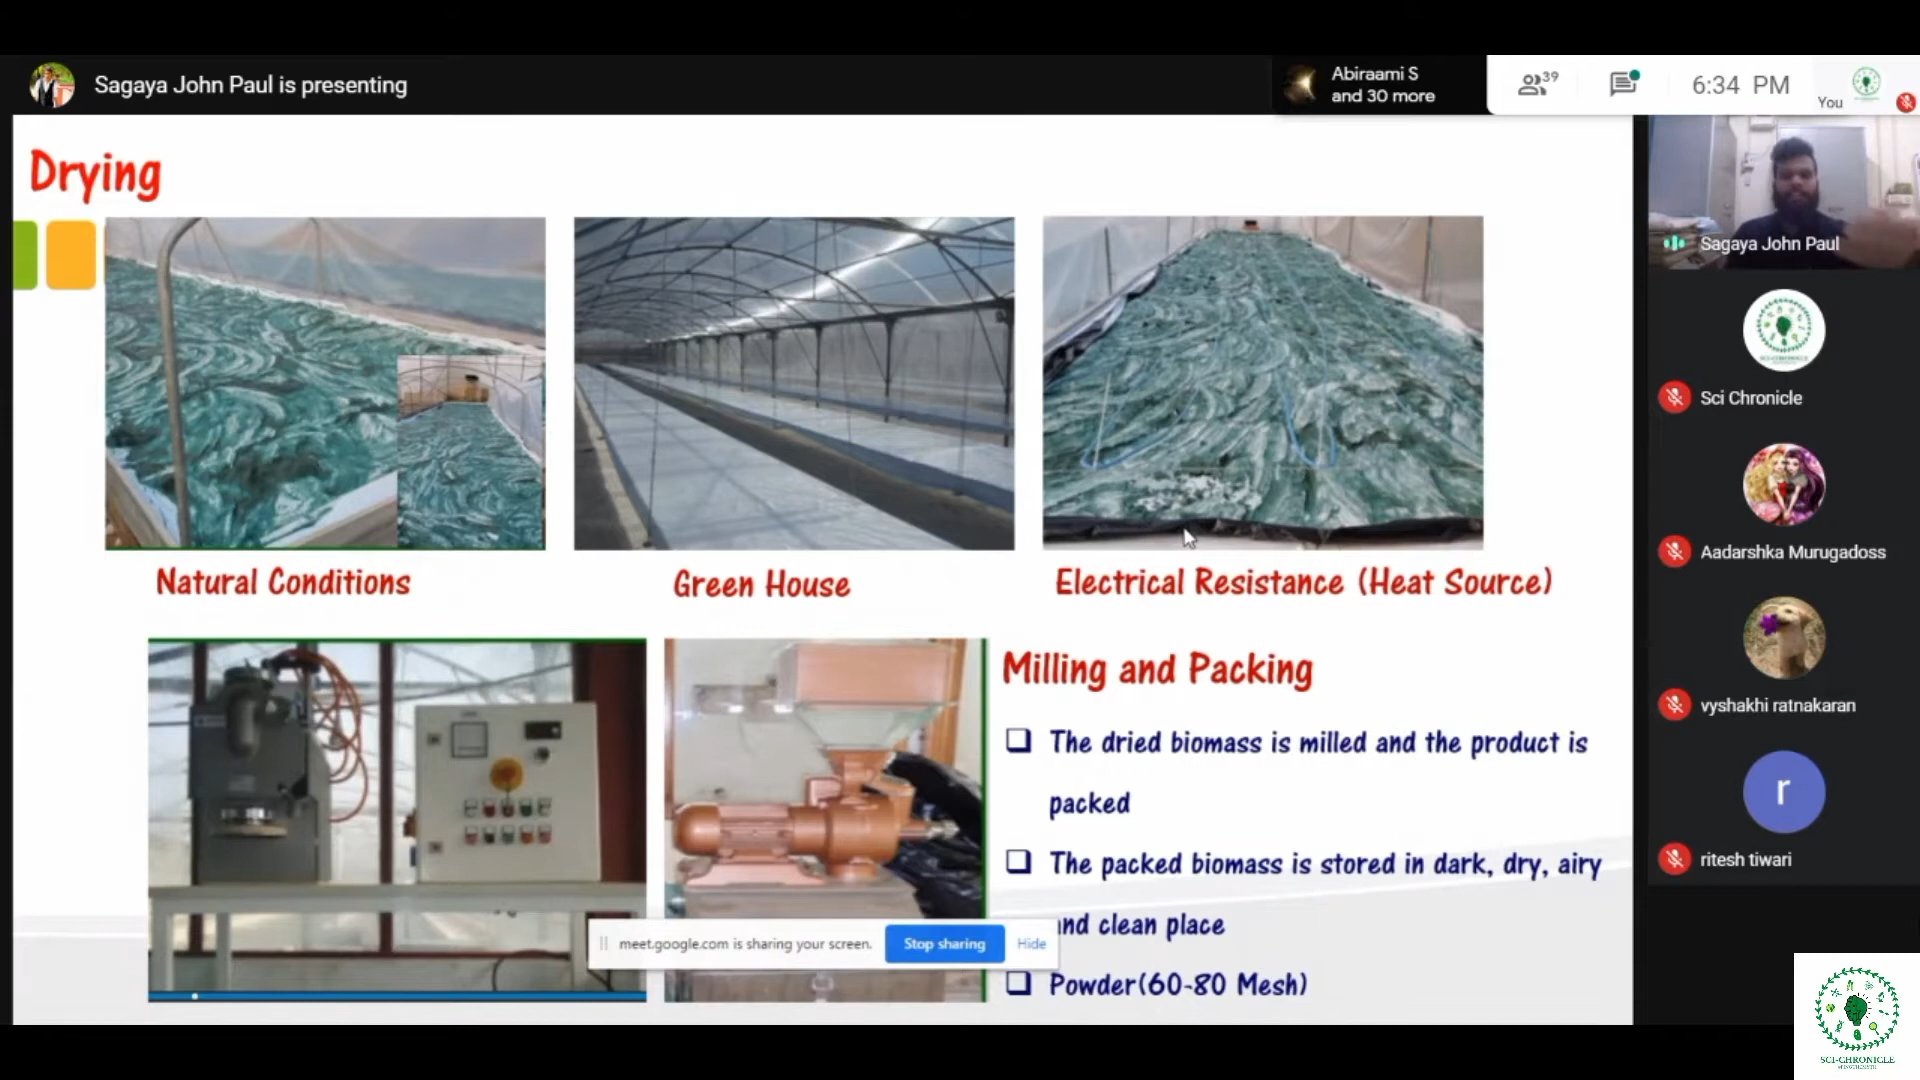 Sagaya John Paul is presenting
Abiraami S
and 30 more
39
6:34 PM
You
Drying
Natural Conditions
Green House
Electrical Resistance (Heat Source)
Milling and Packing
❑ The dried biomass is milled and the product is
packed
❑ The packed biomass is stored in dark, dry, airy
and clean place
❑ Powder(60-80 Mesh)
meet.google.com is sharing your screen.
Stop sharing
Hide
Sagaya John Paul
Sci Chronicle
Aadarshka Murugadoss
vyshakhi ratnakaran
r
ritesh tiwari
SCI-CHRONICLE